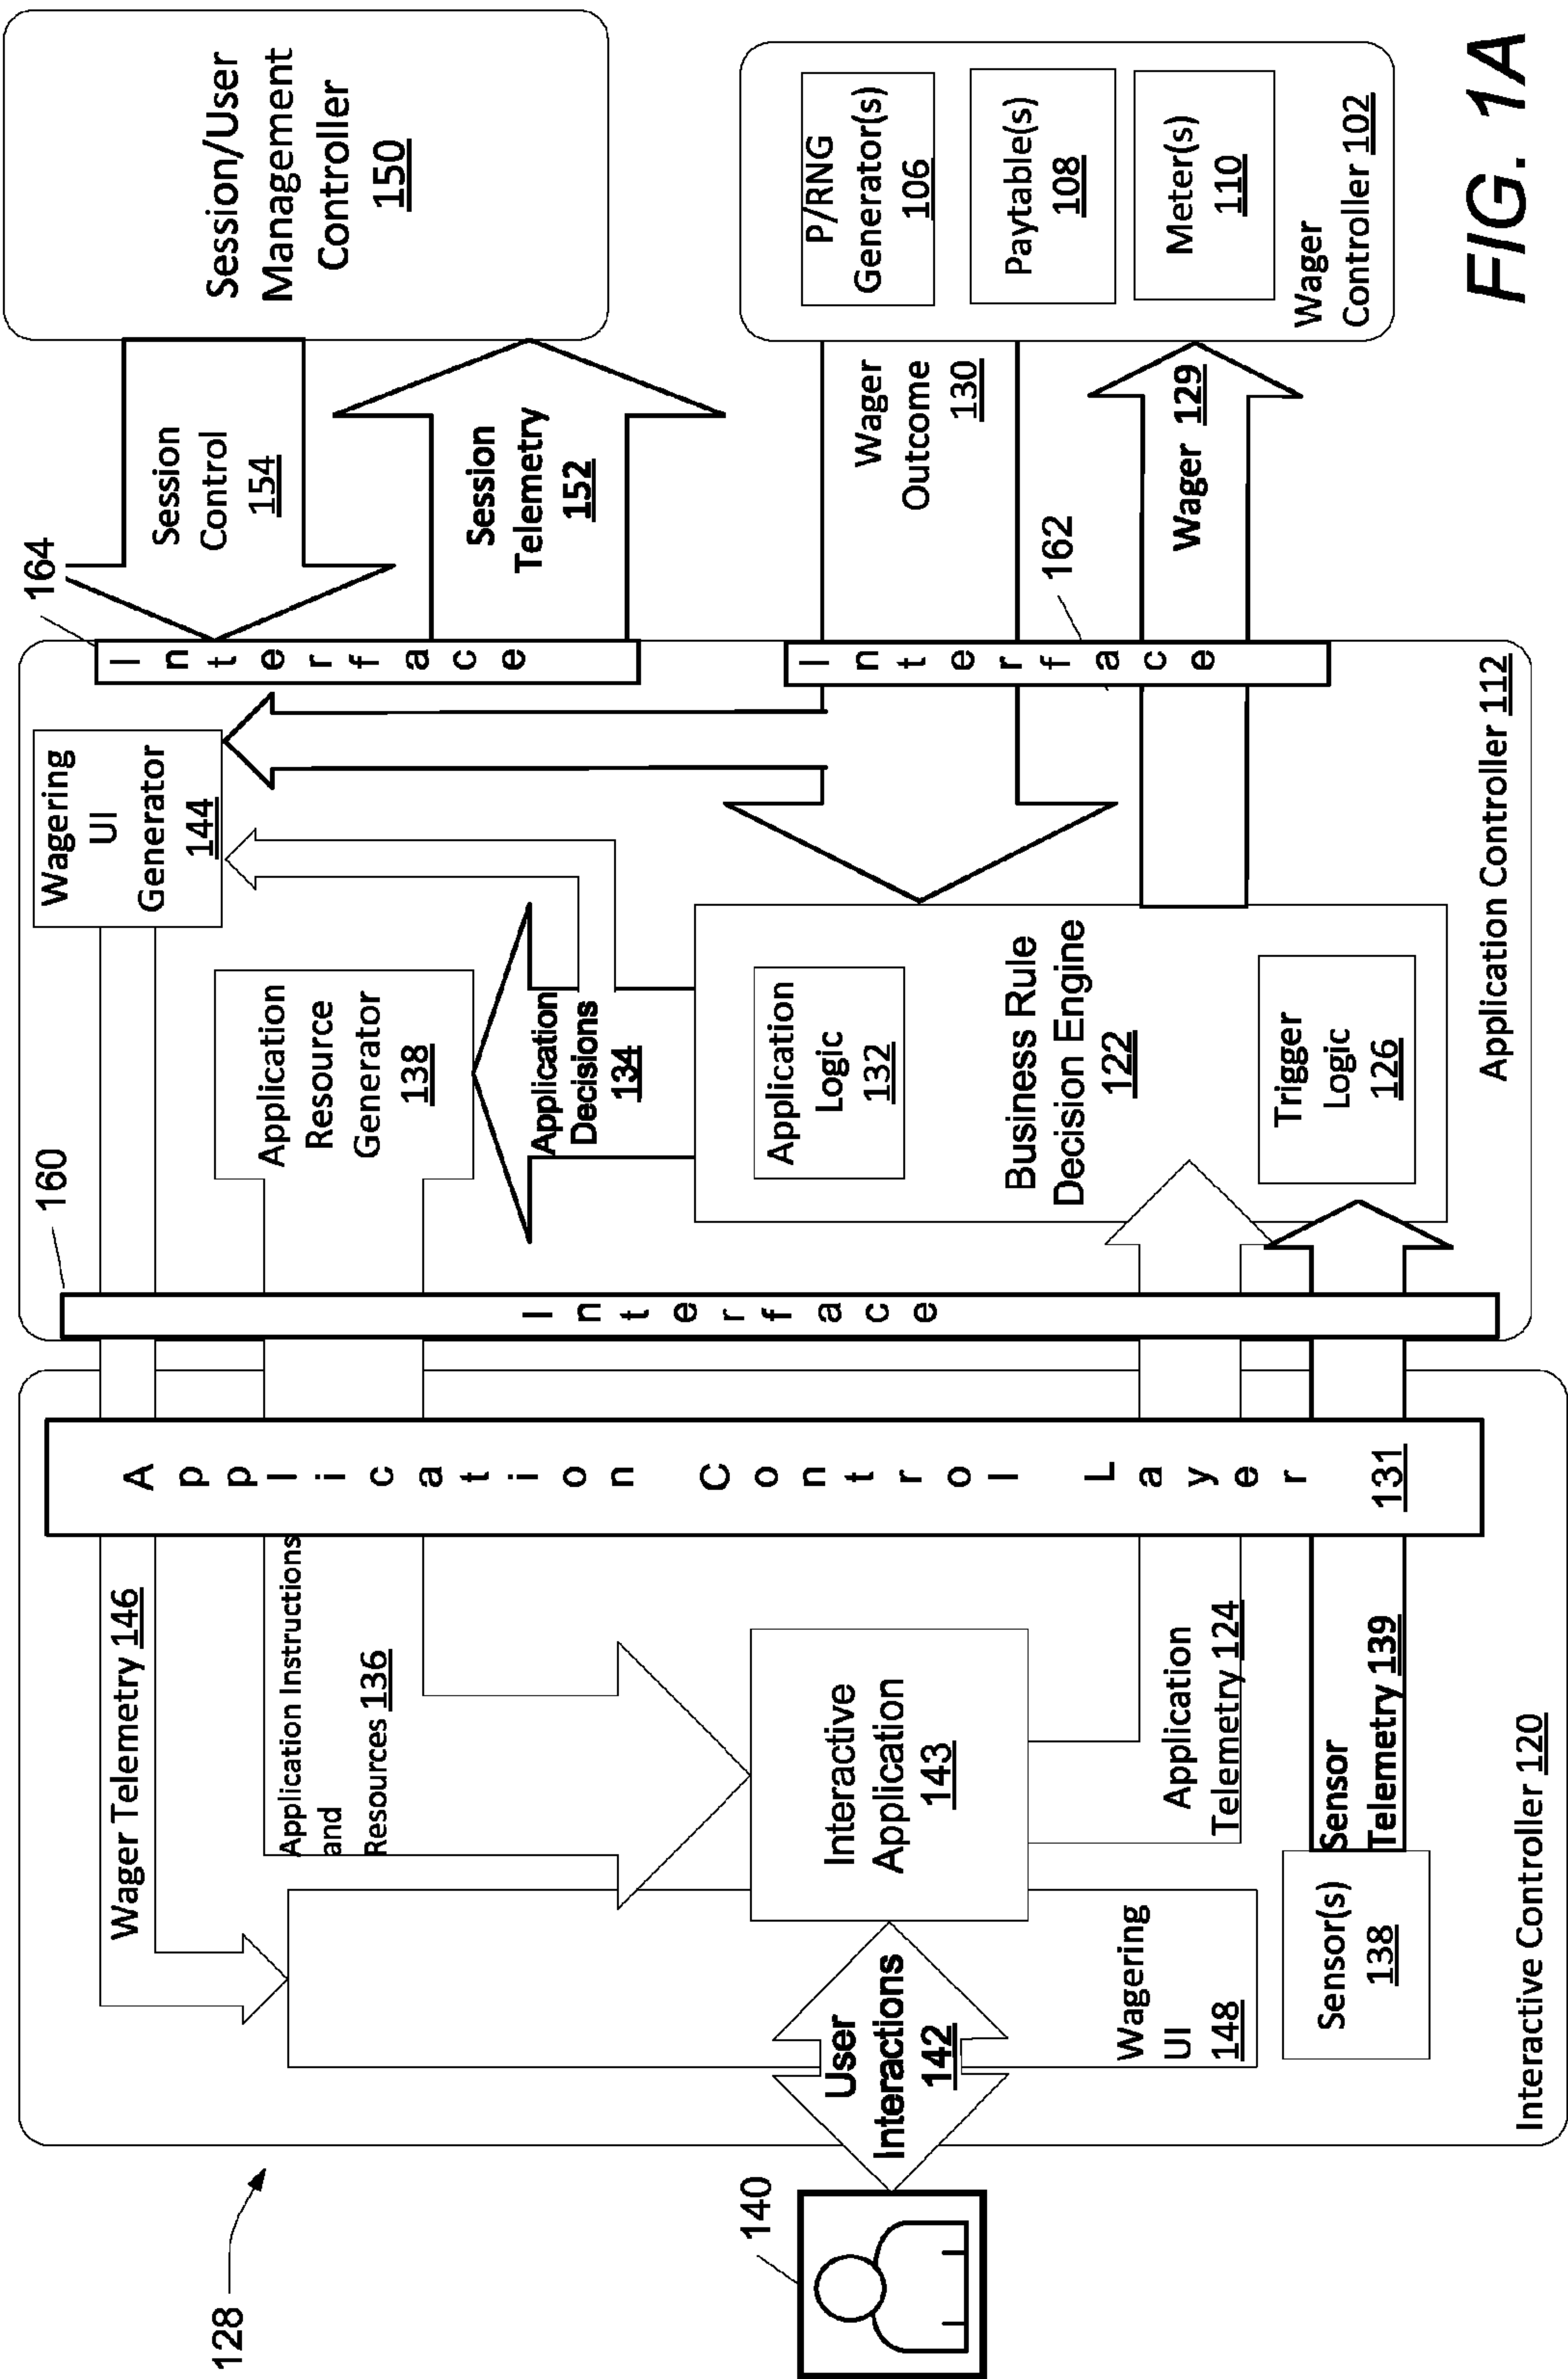 128
140
User
Interactions
142
Wager Telemetry 146
Application Instructions
and
Resources 136
Interactive
Application
143
Application
Telemetry 124
Wagering
UI
148
Sensor(s)
138
Sensor
Telemetry 139
Interactive Controller 120
Application Control Layer
131
160
Interface
Wagering
UI
Generator
144
Application
Resource
Generator
138
Application
Decisions
134
Application
Logic
132
Business Rule
Decision Engine
122
Trigger
Logic
126
Application Controller 112
164
Interface
Interface
162
Session
Control
154
Session
Telemetry
152
Wager
Outcome
130
Wager 129
Session/User
Management
Controller
150
P/RNG
Generator(s)
106
Paytable(s)
108
Meter(s)
110
Wager
Controller 102
FIG. 1A